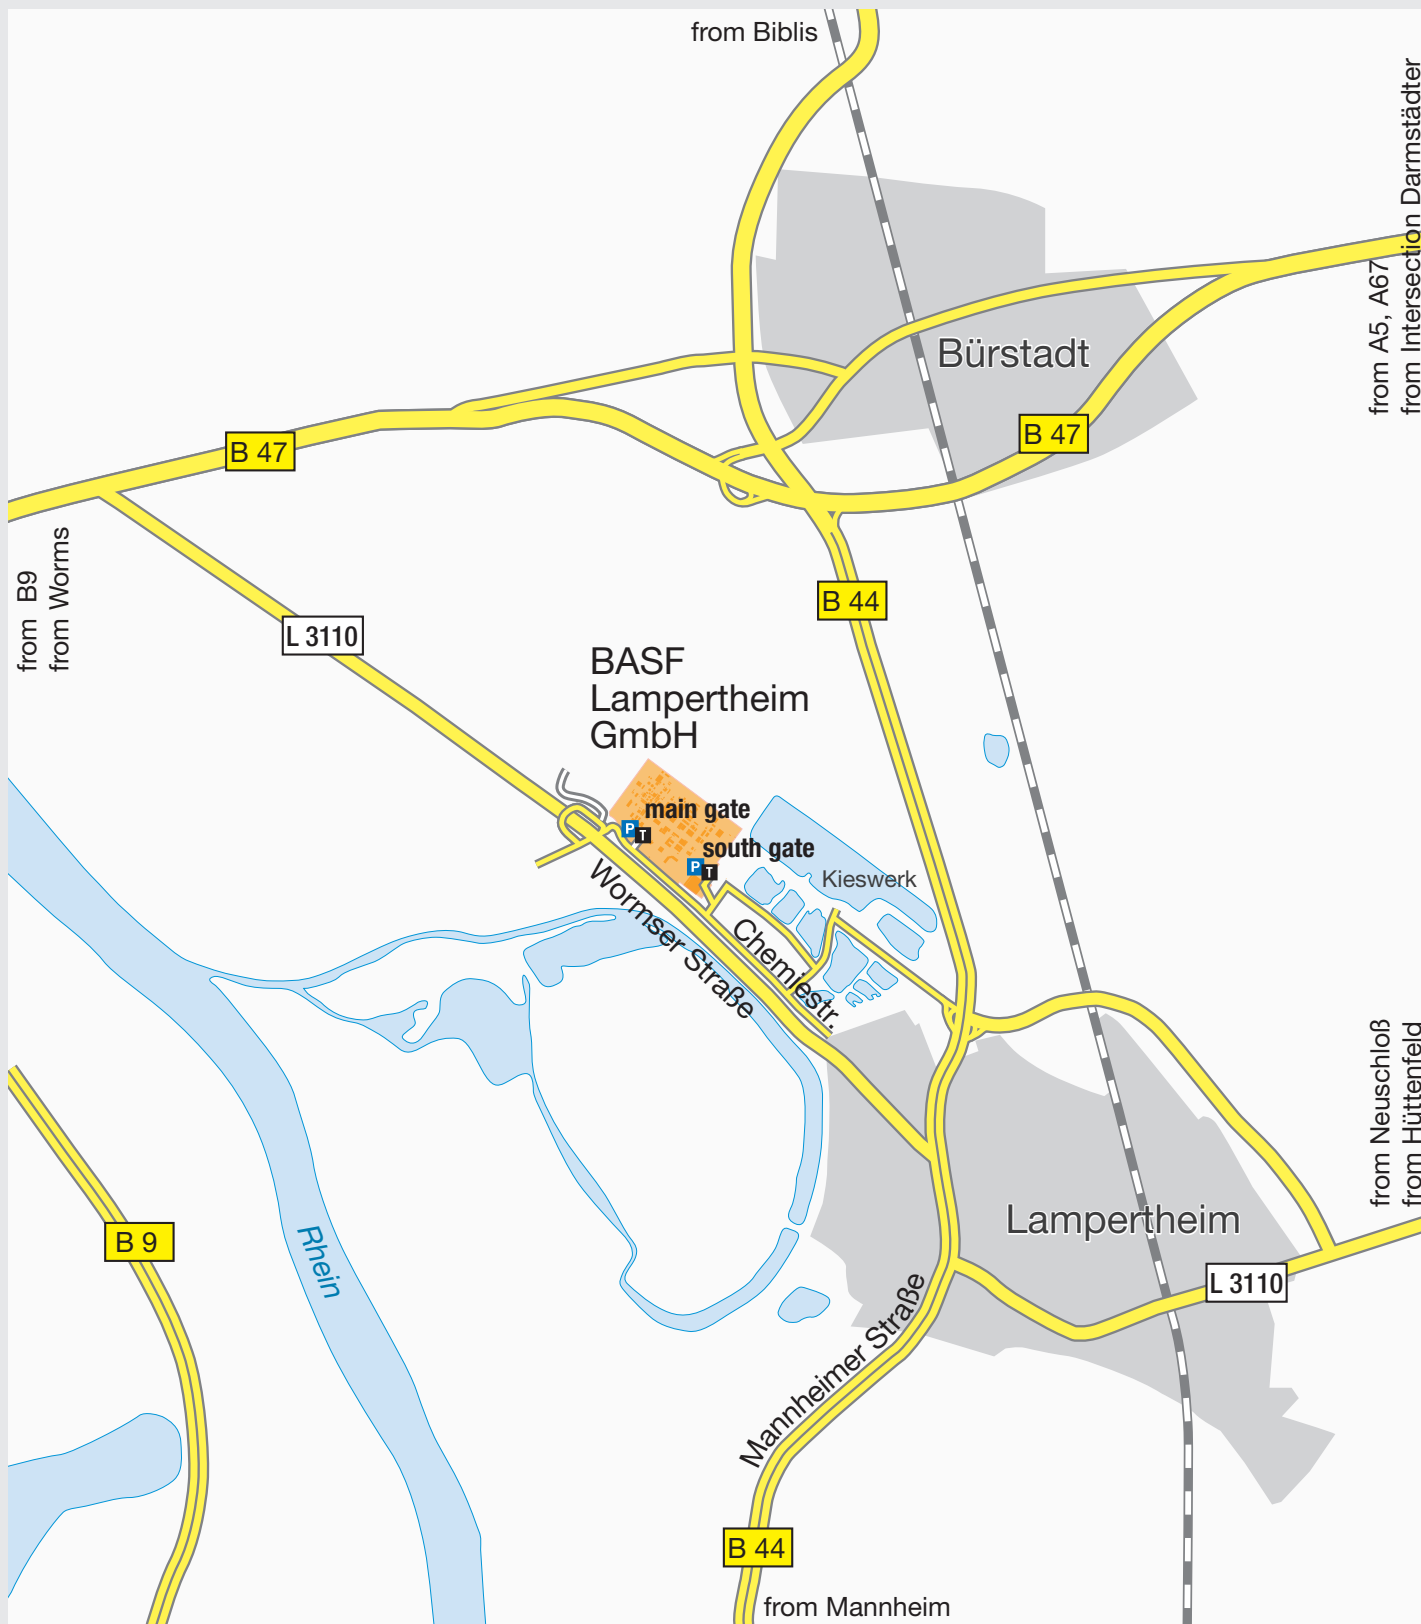 from Biblis
from A5, A67
from Intersection Darmstädter
Bürstadt
B 47
B 47
from B9
from Worms
B 44
L 3110
BASF
Lampertheim
GmbH
main gate
P
T
south gate
P
T
Kieswerk
Wormser Straße
Chemiestr.
from Neuschloß
from Hüttenfeld
Lampertheim
B 9
Rhein
L 3110
Mannheimer Straße
B 44
from Mannheim